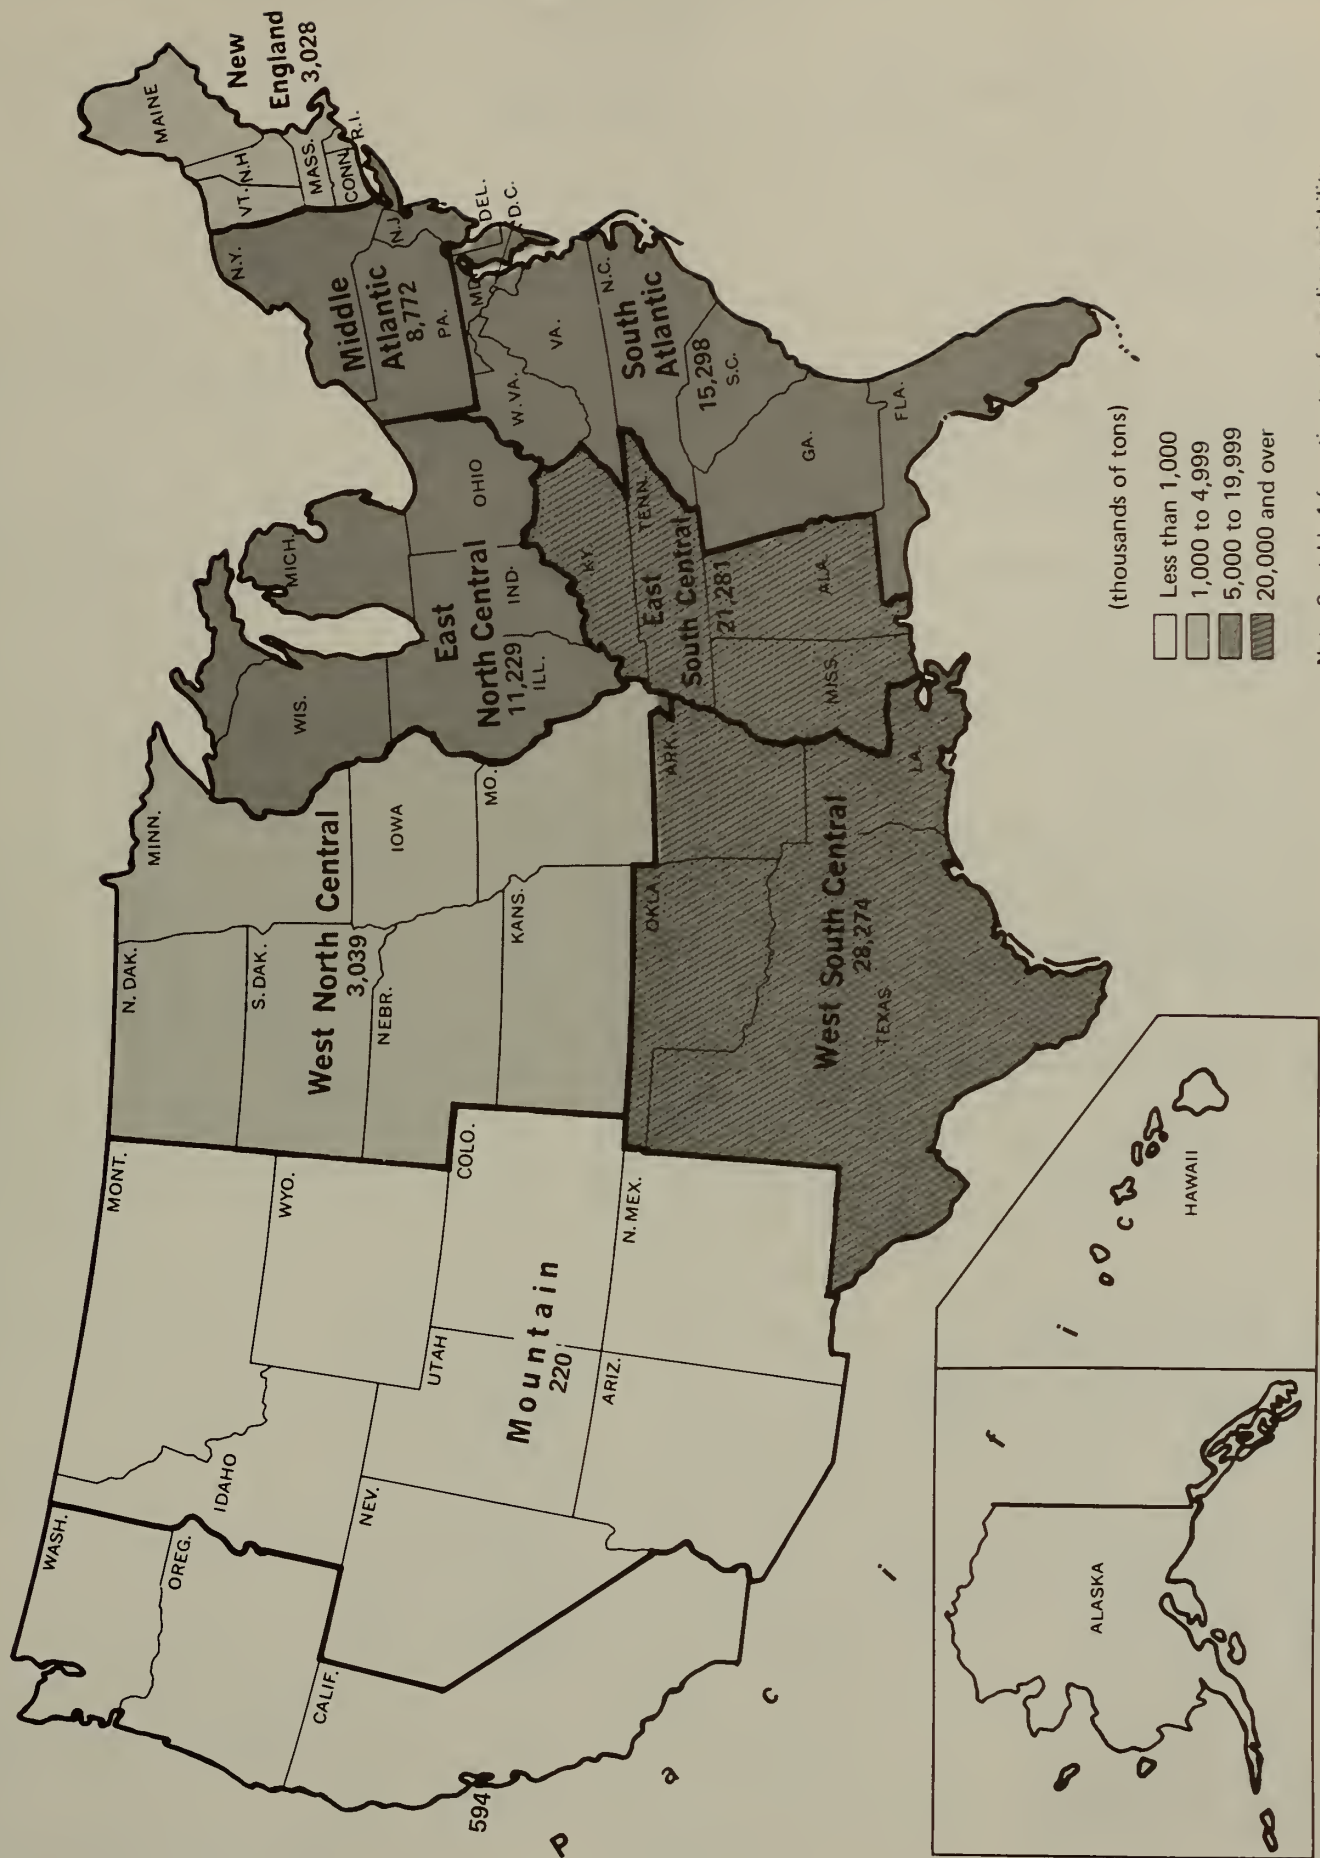 WASH.
OREG.
CALIF.
594
P
a
c
i
f
i
c
MONT.
IDAHO
WYO.
NEV.
UTAH
COLO.
Mountain
220
ARIZ.
N. MEX.
N. DAK.
MINN.
S. DAK.
West North Central
3,039
NEBR.
IOWA
KANS.
MO.
OKLA.
ARK.
West South Central
28,274
TEXAS
LA.
WIS.
MICH.
East
North Central
11,229
ILL.
IND.
OHIO
KY.
TENN.
East
South Central
21,281
MISS.
ALA.
MAINE
New
England
3,028
VT.
N.H
MASS.
CONN.
R.I.
N.Y.
Middle
Atlantic
8,772
PA.
N.J.
MD.
DEL.
D.C.
W. VA.
VA.
N.C.
South
Atlantic
15,298
S.C.
GA.
FLA.
ALASKA
HAWAII
(thousands of tons)
Less than 1,000
1,000 to 4,999
5,000 to 19,999
20,000 and over